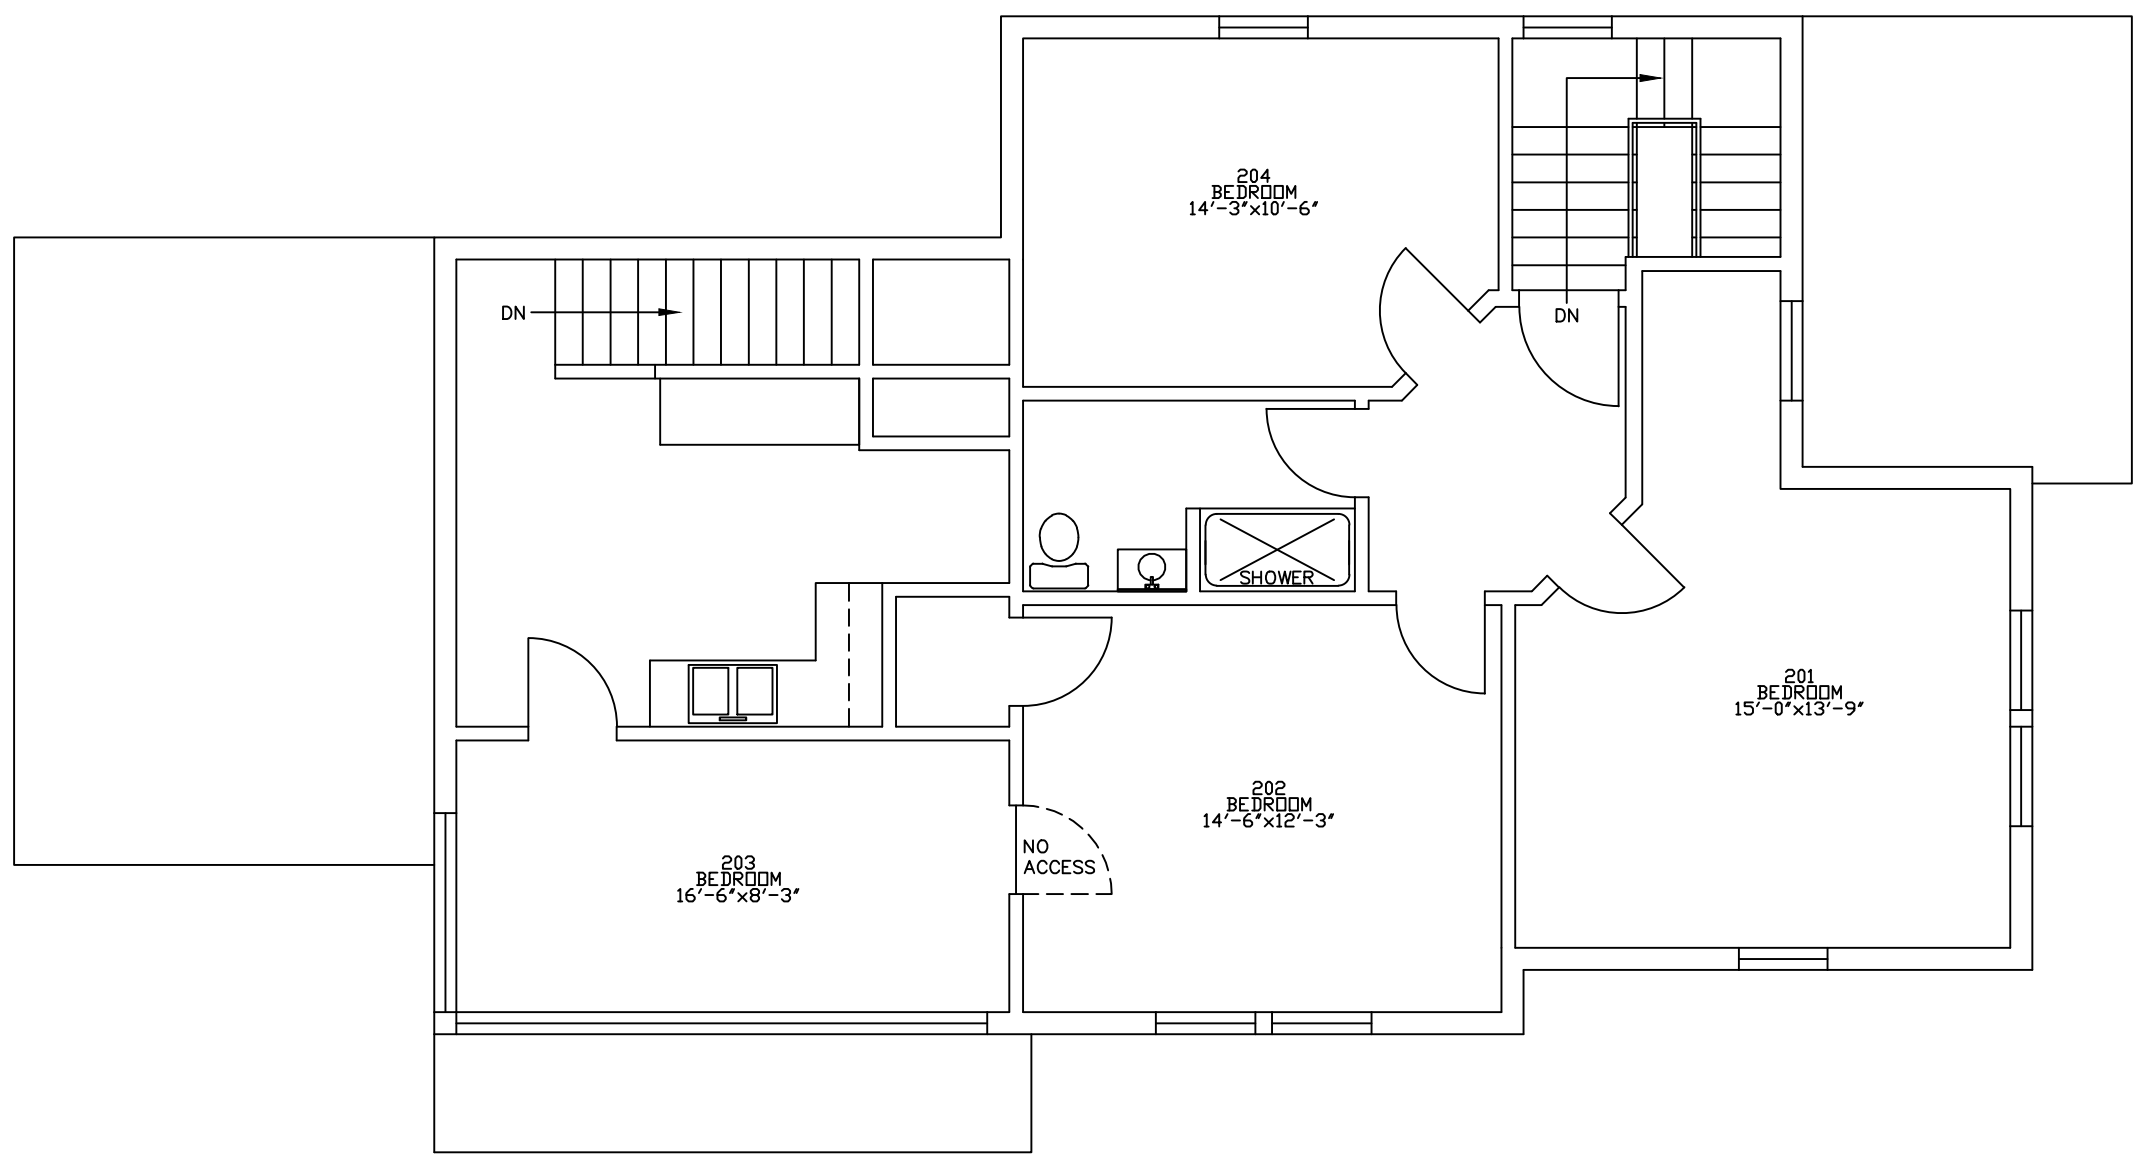 204
BEDROOM
14'-3"x10'-6"
DN
DN
SHOWER
201
BEDROOM
15'-0"x13'-9"
202
BEDROOM
14'-6"x12'-3"
NO
ACCESS
203
BEDROOM
16'-6"x8'-3"